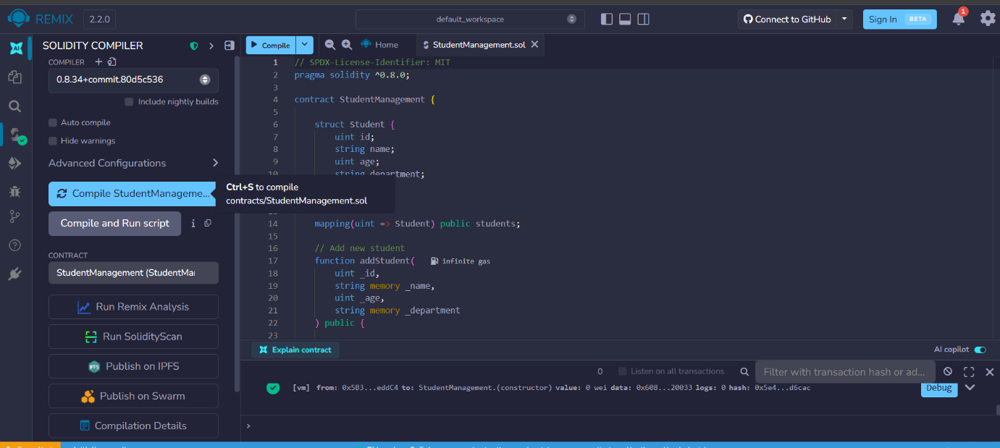 REMIX 2.2.0 default_workspace Connect to GitHub Sign In BETA 1
AI
SOLIDITY COMPILER
COMPILER
0.8.34+commit.80d5c536
Include nightly builds
Auto compile
Hide warnings
Advanced Configurations
Compile StudentManageme...
Ctrl+S to compile
contracts/StudentManagement.sol
Compile and Run script
CONTRACT
StudentManagement (StudentMa
Run Remix Analysis
Run SolidityScan
IPFS Publish on IPFS
Publish on Swarm
Compilation Details
Compile Home StudentManagement.sol
1 // SPDX-License-Identifier: MIT
2 pragma solidity ^0.8.0;
3
4 contract StudentManagement {
5
6 struct Student {
7 uint id;
8 string name;
9 uint age;
10 string department;
14 mapping(uint => Student) public students;
15
16 // Add new student
17 function addStudent( infinite gas
18 uint _id,
19 string memory _name,
20 uint _age,
21 string memory _department
22 ) public {
23
Explain contract AI copilot
0 Listen on all transactions Filter with transaction hash or ad...
[vm] from: 0x5B3...eddC4 to: StudentManagement.(constructor) value: 0 wei data: 0x608...20033 logs: 0 hash: 0x5e4...d6cac Debug
>